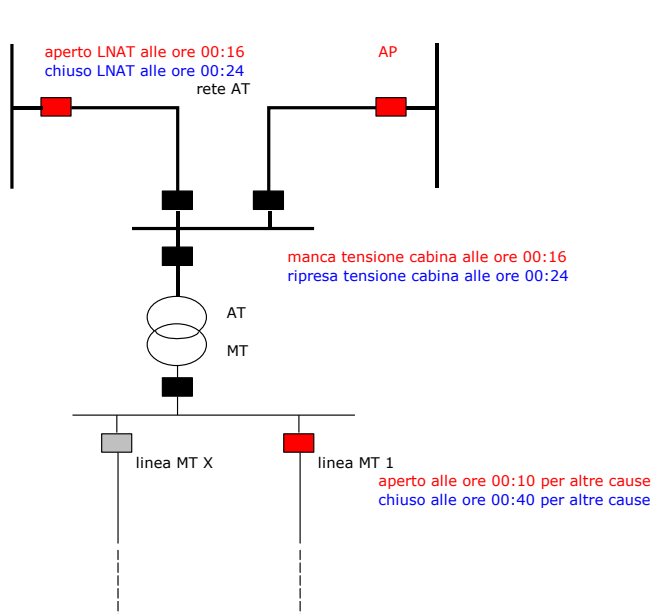 aperto LNAT alle ore 00:16
chiuso LNAT alle ore 00:24
rete AT
AP
manca tensione cabina alle ore 00:16
ripresa tensione cabina alle ore 00:24
AT
MT
linea MT X
linea MT 1
aperto alle ore 00:10 per altre cause
chiuso alle ore 00:40 per altre cause